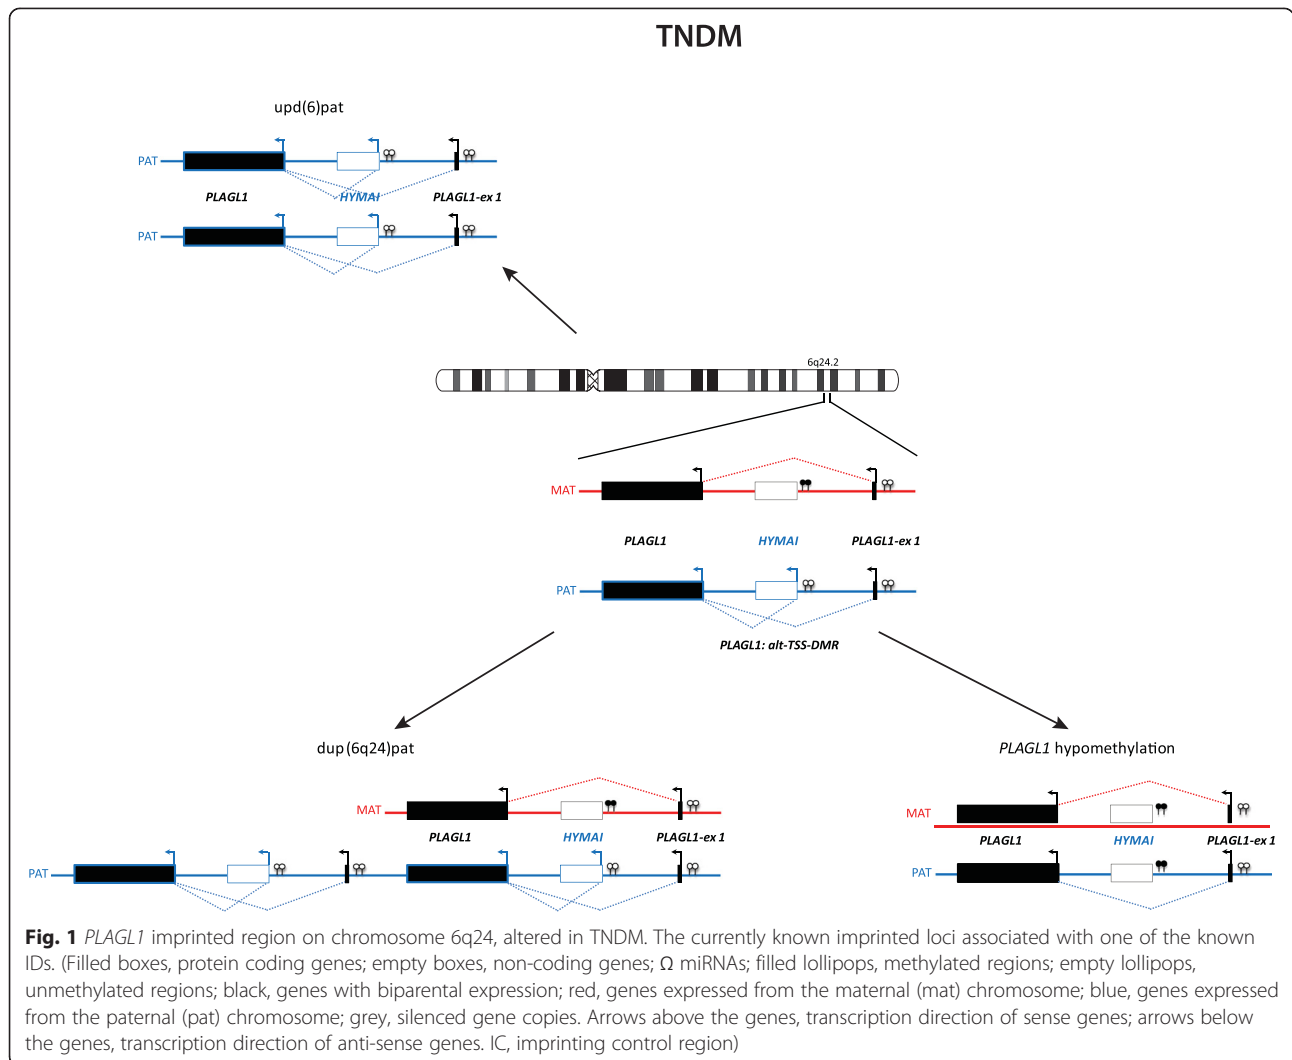 TNDM
upd(6)pat
PAT
PLAGL1 HYMAI PLAGL1-ex 1
PAT
6q24.2
MAT
PLAGL1 HYMAI PLAGL1-ex 1
PAT
PLAGL1: alt-TSS-DMR
dup(6q24)pat
MAT
PLAGL1 HYMAI PLAGL1-ex 1
PAT
PLAGL1 hypomethylation
MAT
PLAGL1 HYMAI PLAGL1-ex 1
PAT
Fig. 1 PLAGL1 imprinted region on chromosome 6q24, altered in TNDM. The currently known imprinted loci associated with one of the known
IDs. (Filled boxes, protein coding genes; empty boxes, non-coding genes; Ω miRNAs; filled lollipops, methylated regions; empty lollipops,
unmethylated regions; black, genes with biparental expression; red, genes expressed from the maternal (mat) chromosome; blue, genes expressed
from the paternal (pat) chromosome; grey, silenced gene copies. Arrows above the genes, transcription direction of sense genes; arrows below
the genes, transcription direction of anti-sense genes. IC, imprinting control region)